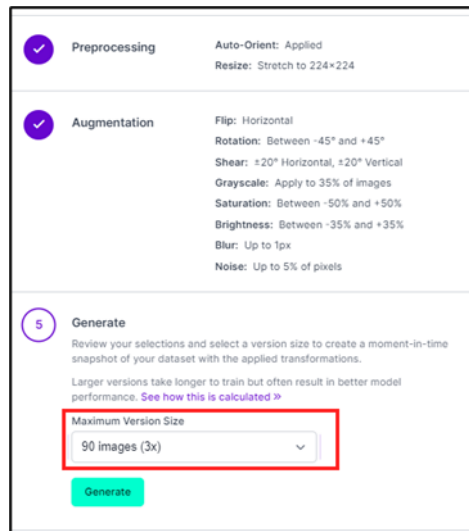 Preprocessing
Auto-Orient: Applied
Resize: Stretch to 224×224
Augmentation
Flip: Horizontal
Rotation: Between -45° and +45°
Shear: ±20° Horizontal, ±20° Vertical
Grayscale: Apply to 35% of images
Saturation: Between -50% and +50%
Brightness: Between -35% and +35%
Blur: Up to 1px
Noise: Up to 5% of pixels
5
Generate
Review your selections and select a version size to create a moment-in-time
snapshot of your dataset with the applied transformations.
Larger versions take longer to train but often result in better model
performance. See how this is calculated »
Maximum Version Size
90 images (3x)
Generate